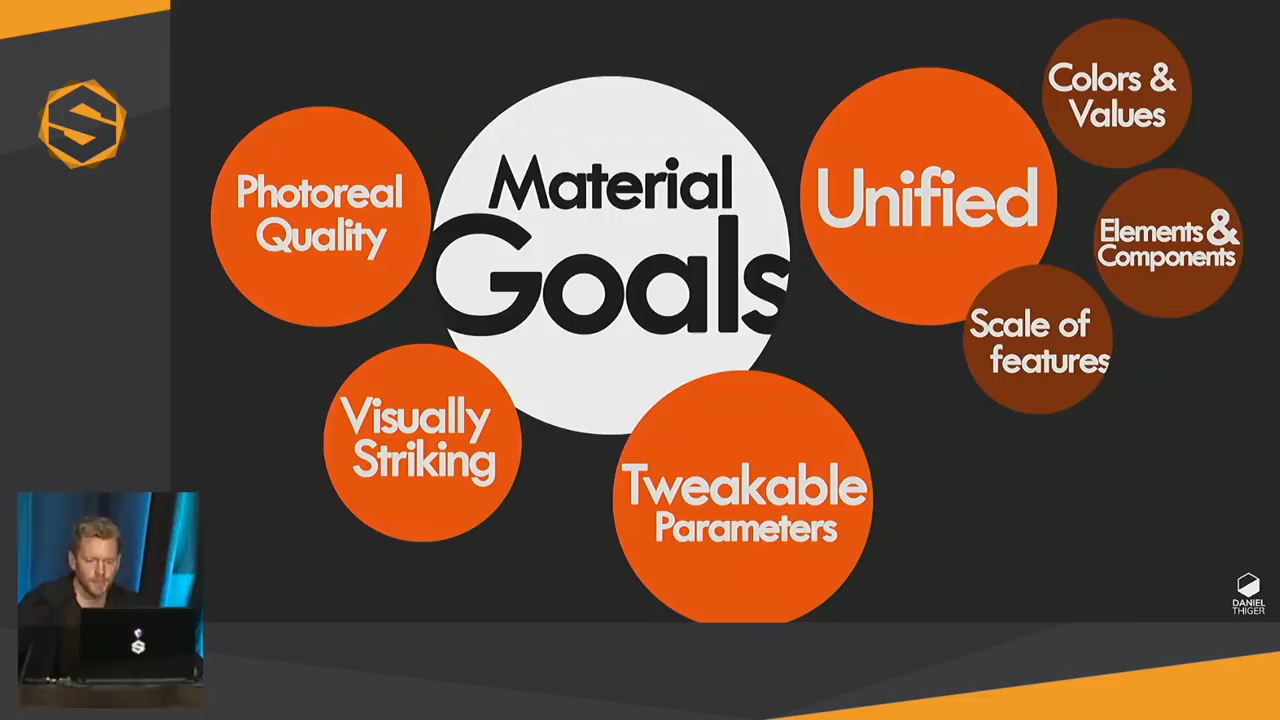 Material
Goals
Photoreal
Quality
Visually
Striking
Tweakable
Parameters
Unified
Colors &
Values
Elements &
Components
Scale of
features
DANIEL
THIGER